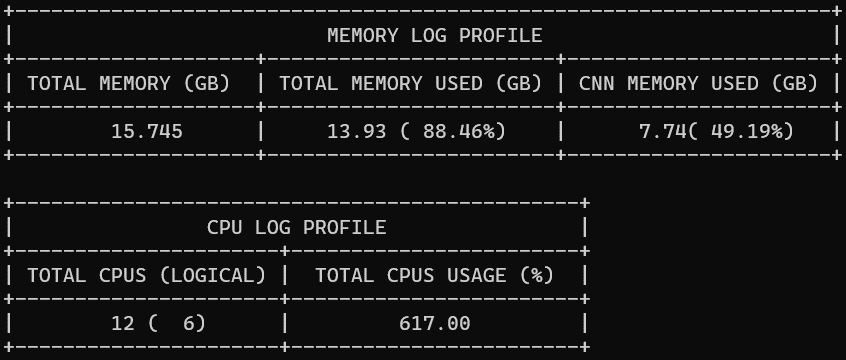 MEMORY LOG PROFILE
TOTAL MEMORY (GB) | TOTAL MEMORY USED (GB) | CNN MEMORY USED (GB)
15.745 | 13.93 ( 88.46%) | 7.74( 49.19%)
CPU LOG PROFILE
TOTAL CPUS (LOGICAL) | TOTAL CPUS USAGE (%)
12 (  6) | 617.00